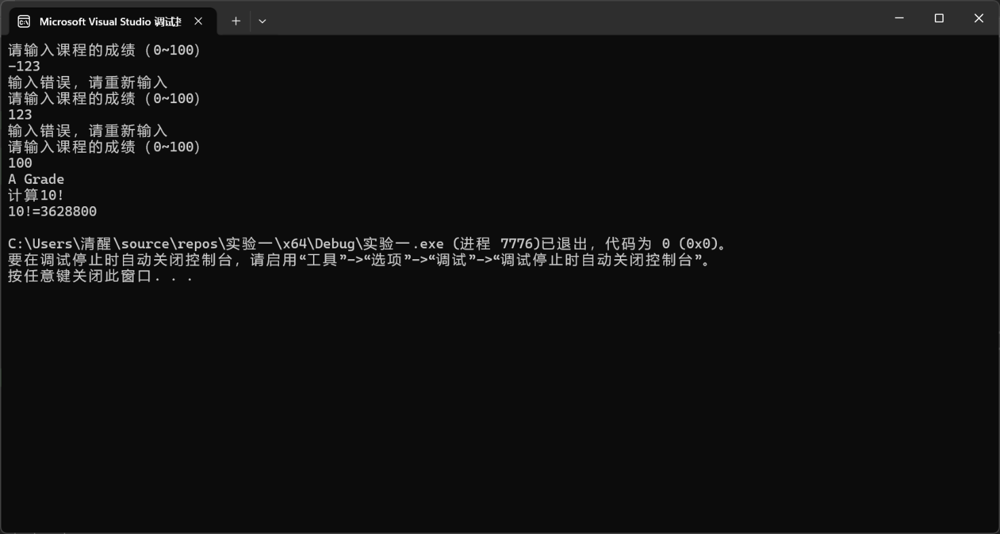 Microsoft Visual Studio 调试
请输入课程的成绩（0~100）
-123
输入错误，请重新输入
请输入课程的成绩（0~100）
123
输入错误，请重新输入
请输入课程的成绩（0~100）
100
A Grade
计算10!
10!=3628800
C:\Users\清醒\source\repos\实验一\x64\Debug\实验一.exe (进程 7776)已退出，代码为 0 (0x0)。
要在调试停止时自动关闭控制台，请启用“工具”->“选项”->“调试”->“调试停止时自动关闭控制台”。
按任意键关闭此窗口. . .